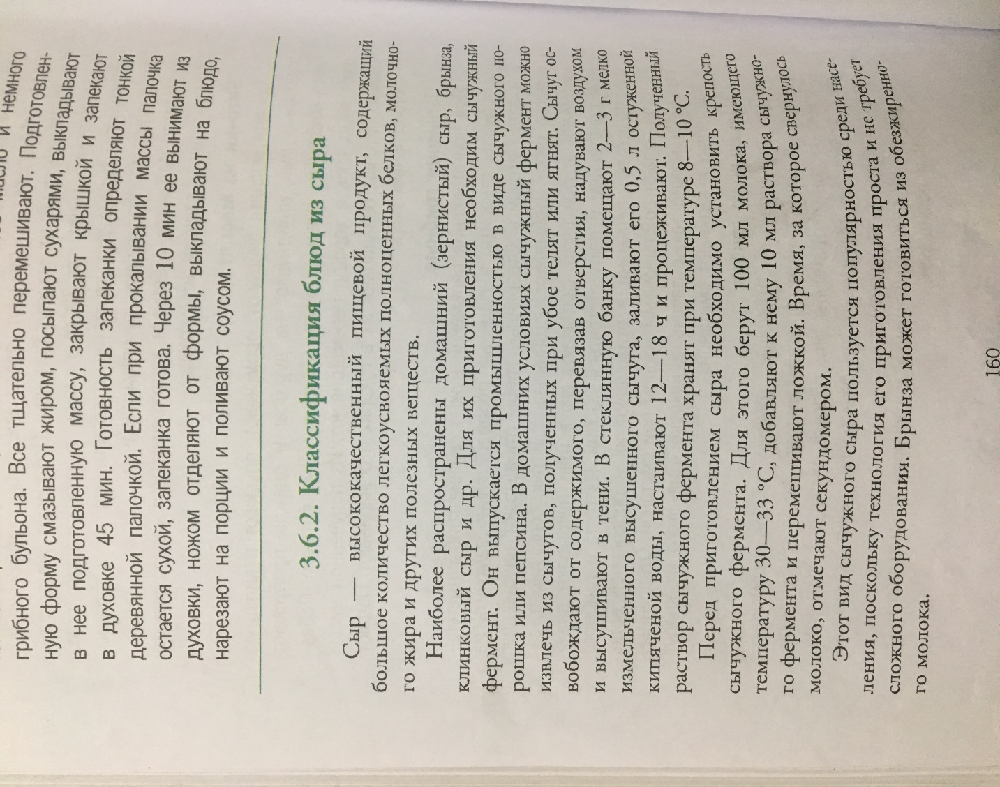 масло и немного
грибного бульона. Все тщательно перемешивают. Подготовлен-
ную форму смазывают жиром, посыпают сухарями, выкладывают
в нее подготовленную массу, закрывают крышкой и запекают
в духовке 45 мин. Готовность запеканки определяют тонкой
деревянной палочкой. Если при прокалывании массы палочка
остается сухой, запеканка готова. Через 10 мин ее вынимают из
духовки, ножом отделяют от формы, выкладывают на блюдо,
нарезают на порции и поливают соусом.
3.6.2. Классификация блюд из сыра
Сыр — высококачественный пищевой продукт, содержащий
большое количество легкоусвояемых полноценных белков, молочно-
го жира и других полезных веществ.
Наиболее распространены домашний (зернистый) сыр, брынза,
клинковый сыр и др. Для их приготовления необходим сычужный
фермент. Он выпускается промышленностью в виде сычужного по-
рошка или пепсина. В домашних условиях сычужный фермент можно
извлечь из сычугов, полученных при убое телят или ягнят. Сычуг ос-
вобождают от содержимого, перевязав отверстия, надувают воздухом
и высушивают в тени. В стеклянную банку помещают 2—3 г мелко
измельченного высушенного сычуга, заливают его 0,5 л остуженной
кипяченой воды, настаивают 12—18 ч и процеживают. Полученный
раствор сычужного фермента хранят при температуре 8—10 °С.
Перед приготовлением сыра необходимо установить крепость
сычужного фермента. Для этого берут 100 мл молока, имеющего
температуру 30—33 °С, добавляют к нему 10 мл раствора сычужно-
го фермента и перемешивают ложкой. Время, за которое свернулось
молоко, отмечают секундомером.
Этот вид сычужного сыра пользуется популярностью среди насе-
ления, поскольку технология его приготовления проста и не требует
сложного оборудования. Брынза может готовиться из обезжиренно-
го молока.
160